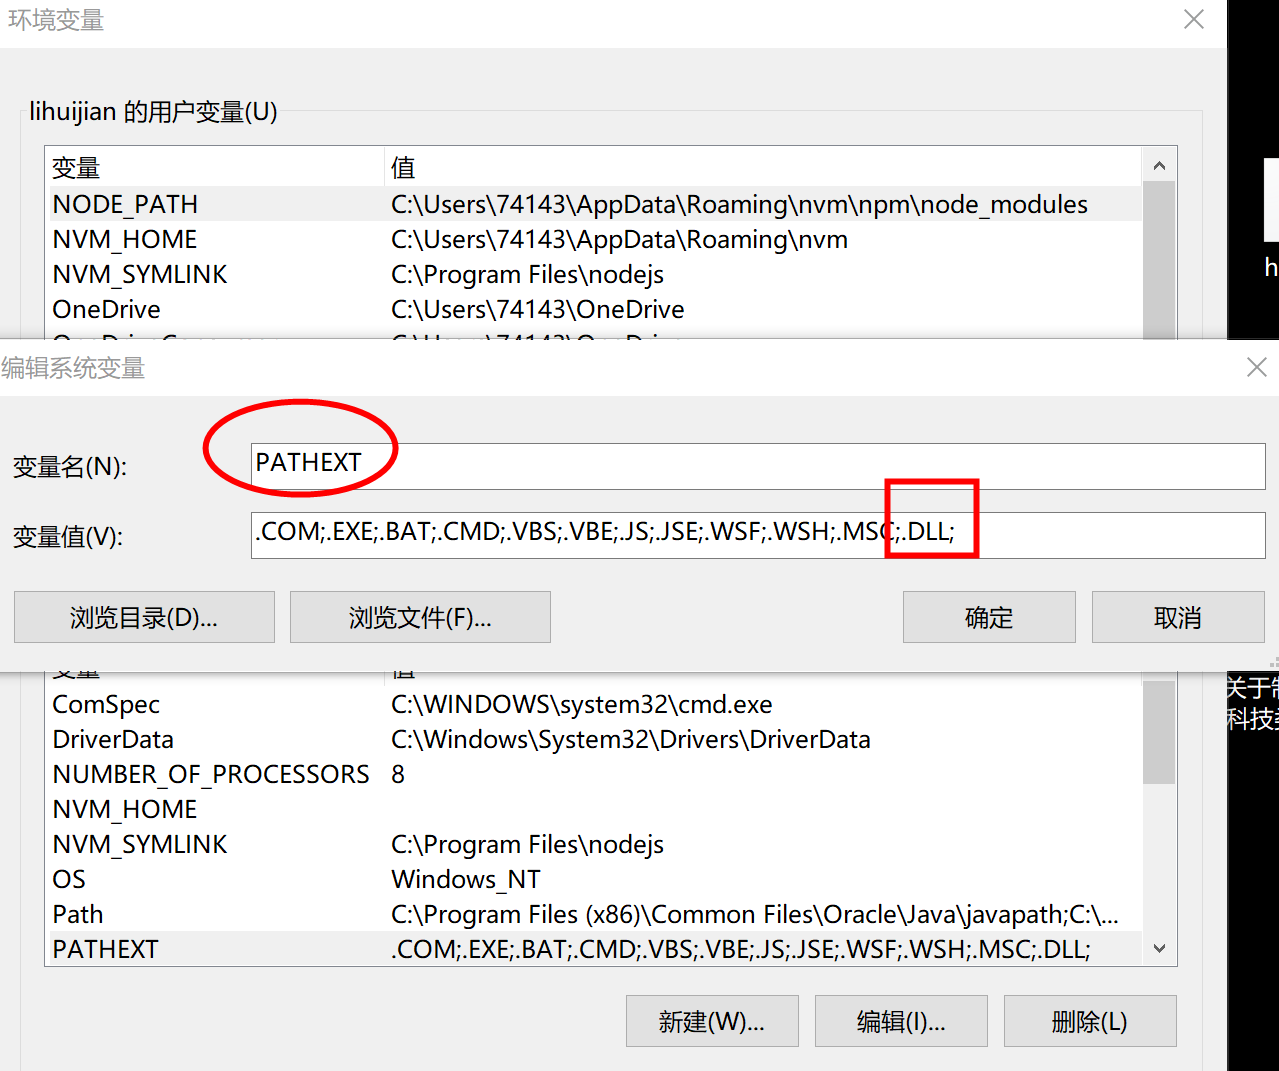 环境变量
lihuijian 的用户变量(U)
变量 值
NODE_PATH C:\Users\74143\AppData\Roaming\nvm\npm\node_modules
NVM_HOME C:\Users\74143\AppData\Roaming\nvm
NVM_SYMLINK C:\Program Files\nodejs
OneDrive C:\Users\74143\OneDrive
h
编辑系统变量
变量名(N): PATHEXT
变量值(V): .COM;.EXE;.BAT;.CMD;.VBS;.VBE;.JS;.JSE;.WSF;.WSH;.MSC;.DLL;
浏览目录(D)... 浏览文件(F)... 确定 取消
变量 值
关于制
科技类
ComSpec C:\WINDOWS\system32\cmd.exe
DriverData C:\Windows\System32\Drivers\DriverData
NUMBER_OF_PROCESSORS 8
NVM_HOME
NVM_SYMLINK C:\Program Files\nodejs
OS Windows_NT
Path C:\Program Files (x86)\Common Files\Oracle\Java\javapath;C:\...
PATHEXT .COM;.EXE;.BAT;.CMD;.VBS;.VBE;.JS;.JSE;.WSF;.WSH;.MSC;.DLL;
新建(W)... 编辑(I)... 删除(L)